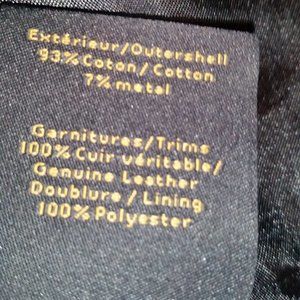 Extérieur/Outershell
93% Coton/Cotton
7% metal
Garnitures/Trims
100% Cuir véritable/
Genuine Leather
Doublure / Lining
100% Polyester